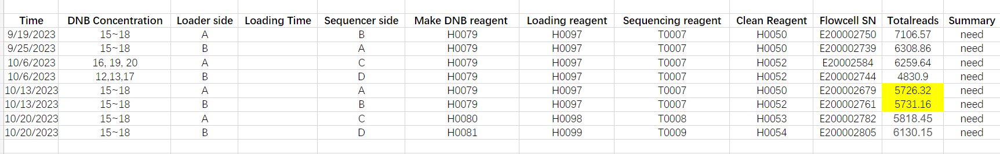 Time DNB Concentration Loader side Loading Time Sequencer side Make DNB reagent Loading reagent Sequencing reagent Clean Reagent Flowcell SN Totalreads Summary
9/19/2023 15~18 A B H0079 H0097 T0007 H0050 E200002750 7106.57 need
9/25/2023 15~18 B A H0079 H0097 T0007 H0050 E200002739 6308.86 need
10/6/2023 16, 19, 20 A C H0079 H0097 T0007 H0052 E20002584 6259.64 need
10/6/2023 12,13,17 B D H0079 H0097 T0007 H0052 E200002744 4830.9 need
10/13/2023 15~18 A A H0079 H0097 T0007 H0050 E200002679 5726.32 need
10/13/2023 15~18 B B H0079 H0097 T0007 H0052 E200002761 5731.16 need
10/20/2023 15~18 A C H0080 H0098 T0008 H0053 E200002782 5818.45 need
10/20/2023 15~18 B D H0081 H0099 T0009 H0054 E200002805 6130.15 need